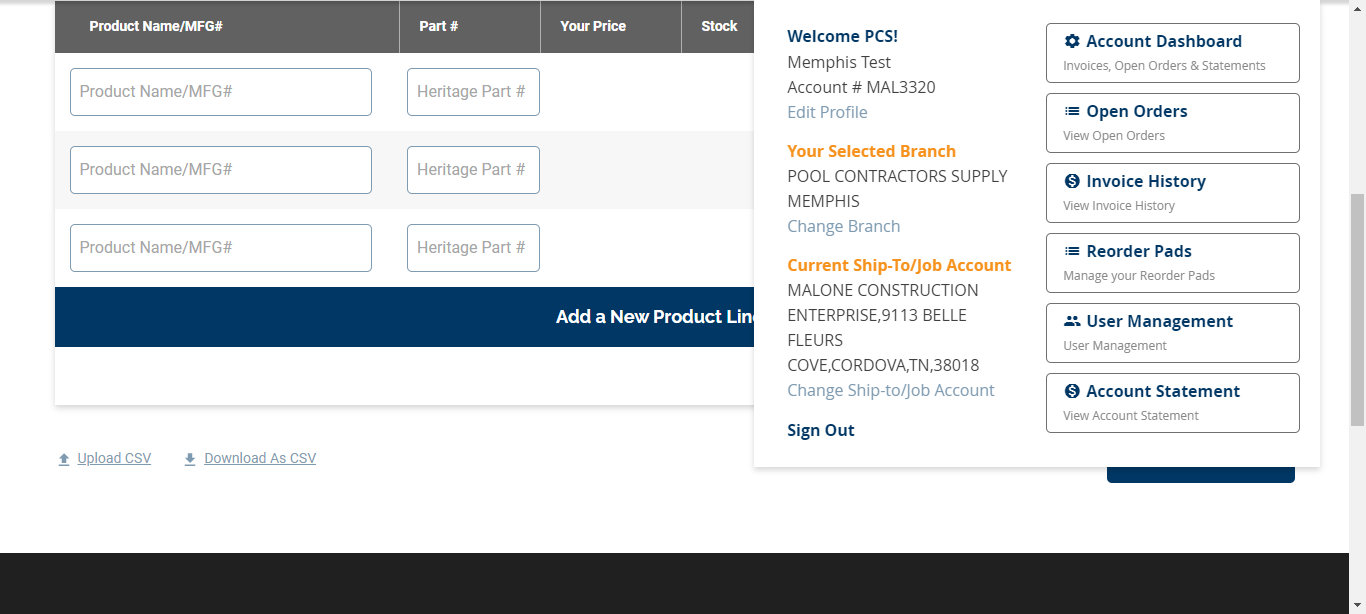 Product Name/MFG#
Part #
Your Price
Stock
Product Name/MFG#
Heritage Part #
Product Name/MFG#
Heritage Part #
Product Name/MFG#
Heritage Part #
Add a New Product Line
Upload CSV
Download As CSV
Welcome PCS!
Memphis Test
Account # MAL3320
Edit Profile
Your Selected Branch
POOL CONTRACTORS SUPPLY
MEMPHIS
Change Branch
Current Ship-To/Job Account
MALONE CONSTRUCTION
ENTERPRISE,9113 BELLE
FLEURS
COVE,CORDOVA,TN,38018
Change Ship-to/Job Account
Sign Out
Account Dashboard
Invoices, Open Orders & Statements
Open Orders
View Open Orders
Invoice History
View Invoice History
Reorder Pads
Manage your Reorder Pads
User Management
User Management
Account Statement
View Account Statement